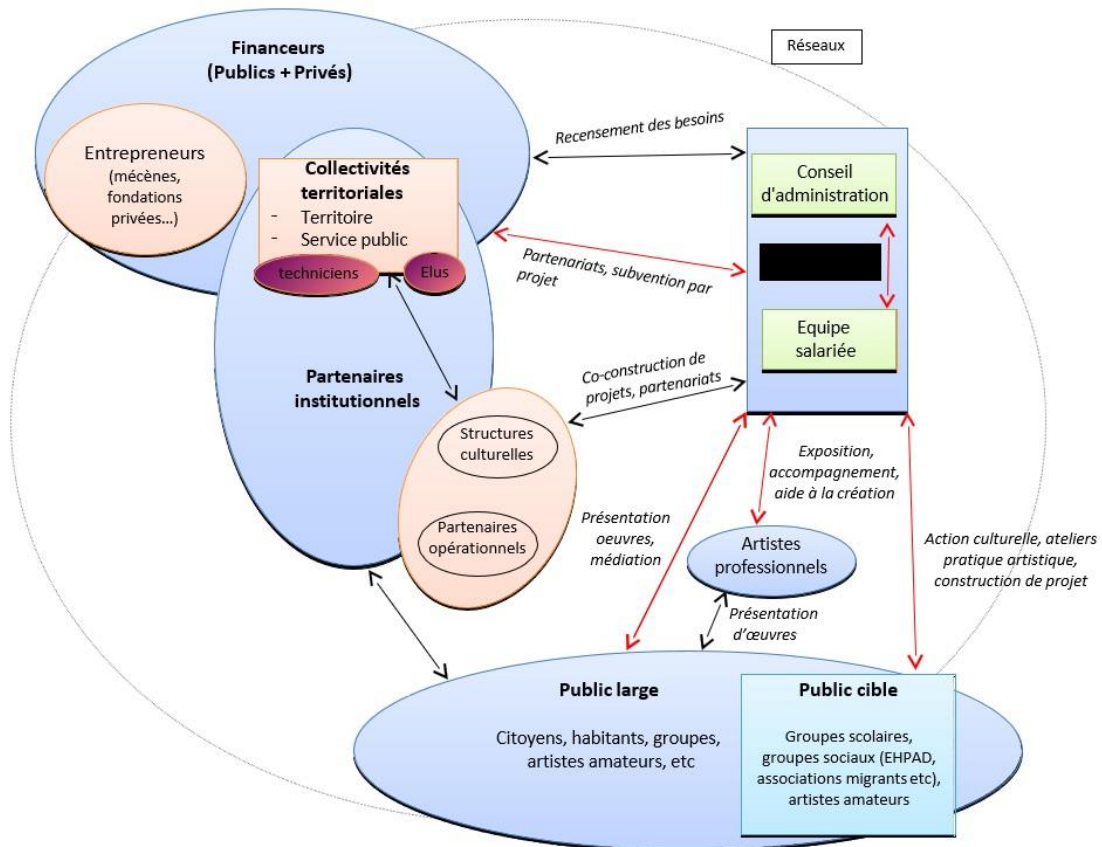 Financeurs
(Publics + Privés)
Réseaux
Entrepreneurs
(mécènes,
fondations
privées...)
Collectivités
territoriales
- Territoire
- Service public
techniciens
Elus
Recensement des besoins
Conseil
d'administration
Partenariats, subvention par
projet
Equipe
salariée
Partenaires
institutionnels
Co-construction de
projets, partenariats
Structures
culturelles
Partenaires
opérationnels
Présentation
oeuvres,
médiation
Exposition,
accompagnement,
aide à la création
Artistes
professionnels
Action culturelle, ateliers
pratique artistique,
construction de projet
Présentation
d'œuvres
Public large
Citoyens, habitants, groupes,
artistes amateurs, etc
Public cible
Groupes scolaires,
groupes sociaux (EHPAD,
associations migrants etc),
artistes amateurs